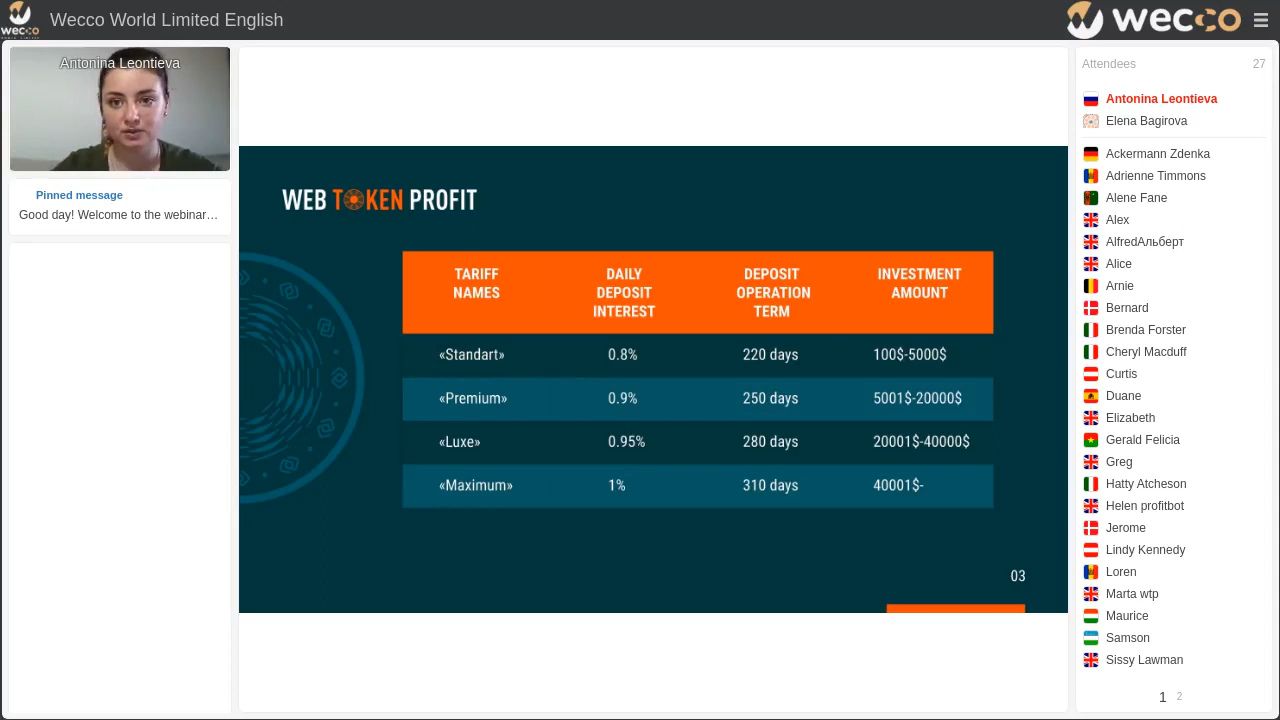 wecco
WORLD LIMITED
Wecco World Limited English
wecco
Antonina Leontieva
Pinned message
Good day! Welcome to the webinar…
WEB TOKEN PROFIT
TARIFF NAMES
DAILY DEPOSIT INTEREST
DEPOSIT OPERATION TERM
INVESTMENT AMOUNT
«Standart» 0.8% 220 days 100$-5000$
«Premium» 0.9% 250 days 5001$-20000$
«Luxe» 0.95% 280 days 20001$-40000$
«Maximum» 1% 310 days 40001$-
03
Attendees 27
Antonina Leontieva
Elena Bagirova
Ackermann Zdenka
Adrienne Timmons
Alene Fane
Alex
AlfredАльберт
Alice
Arnie
Bernard
Brenda Forster
Cheryl Macduff
Curtis
Duane
Elizabeth
Gerald Felicia
Greg
Hatty Atcheson
Helen profitbot
Jerome
Lindy Kennedy
Loren
Marta wtp
Maurice
Samson
Sissy Lawman
1 2